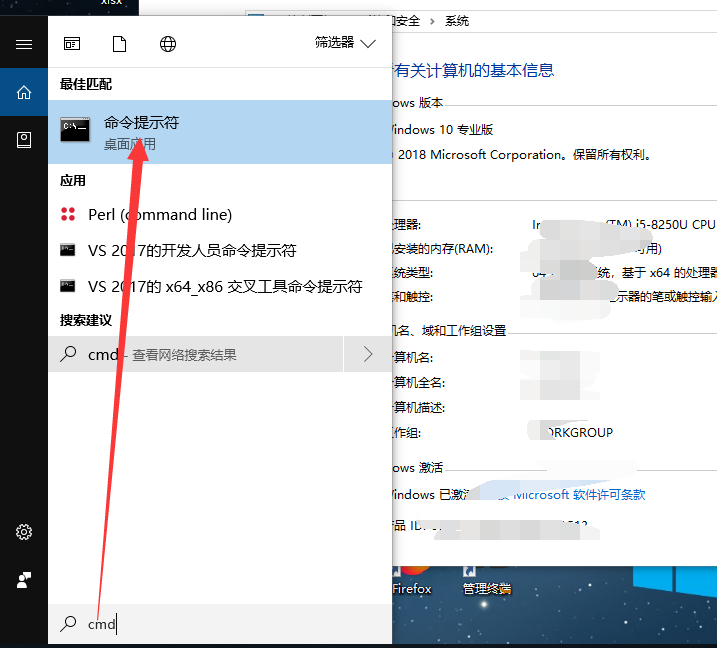 xlsx
筛选器
最佳匹配
命令提示符
桌面应用
应用
Perl (command line)
VS 2017的开发人员命令提示符
VS 2017的 x64_x86 交叉工具命令提示符
搜索建议
cmd - 查看网络搜索结果
cmd
安全 › 系统
有关计算机的基本信息
ows 版本
indows 10 专业版
2018 Microsoft Corporation。保留所有权利。
理器:
(TM) i5-8250U CPU
安装的内存(RAM):
可用)
统类型:
64
统，基于 x64 的处理器
和触控:
示器的笔或触控输入
机名、域和工作组设置
算机名:
算机全名:
算机描述:
作组:
ORKGROUP
ows 激活
indows 已激
Microsoft 软件许可条款
品 ID:
Firefox
管理终端